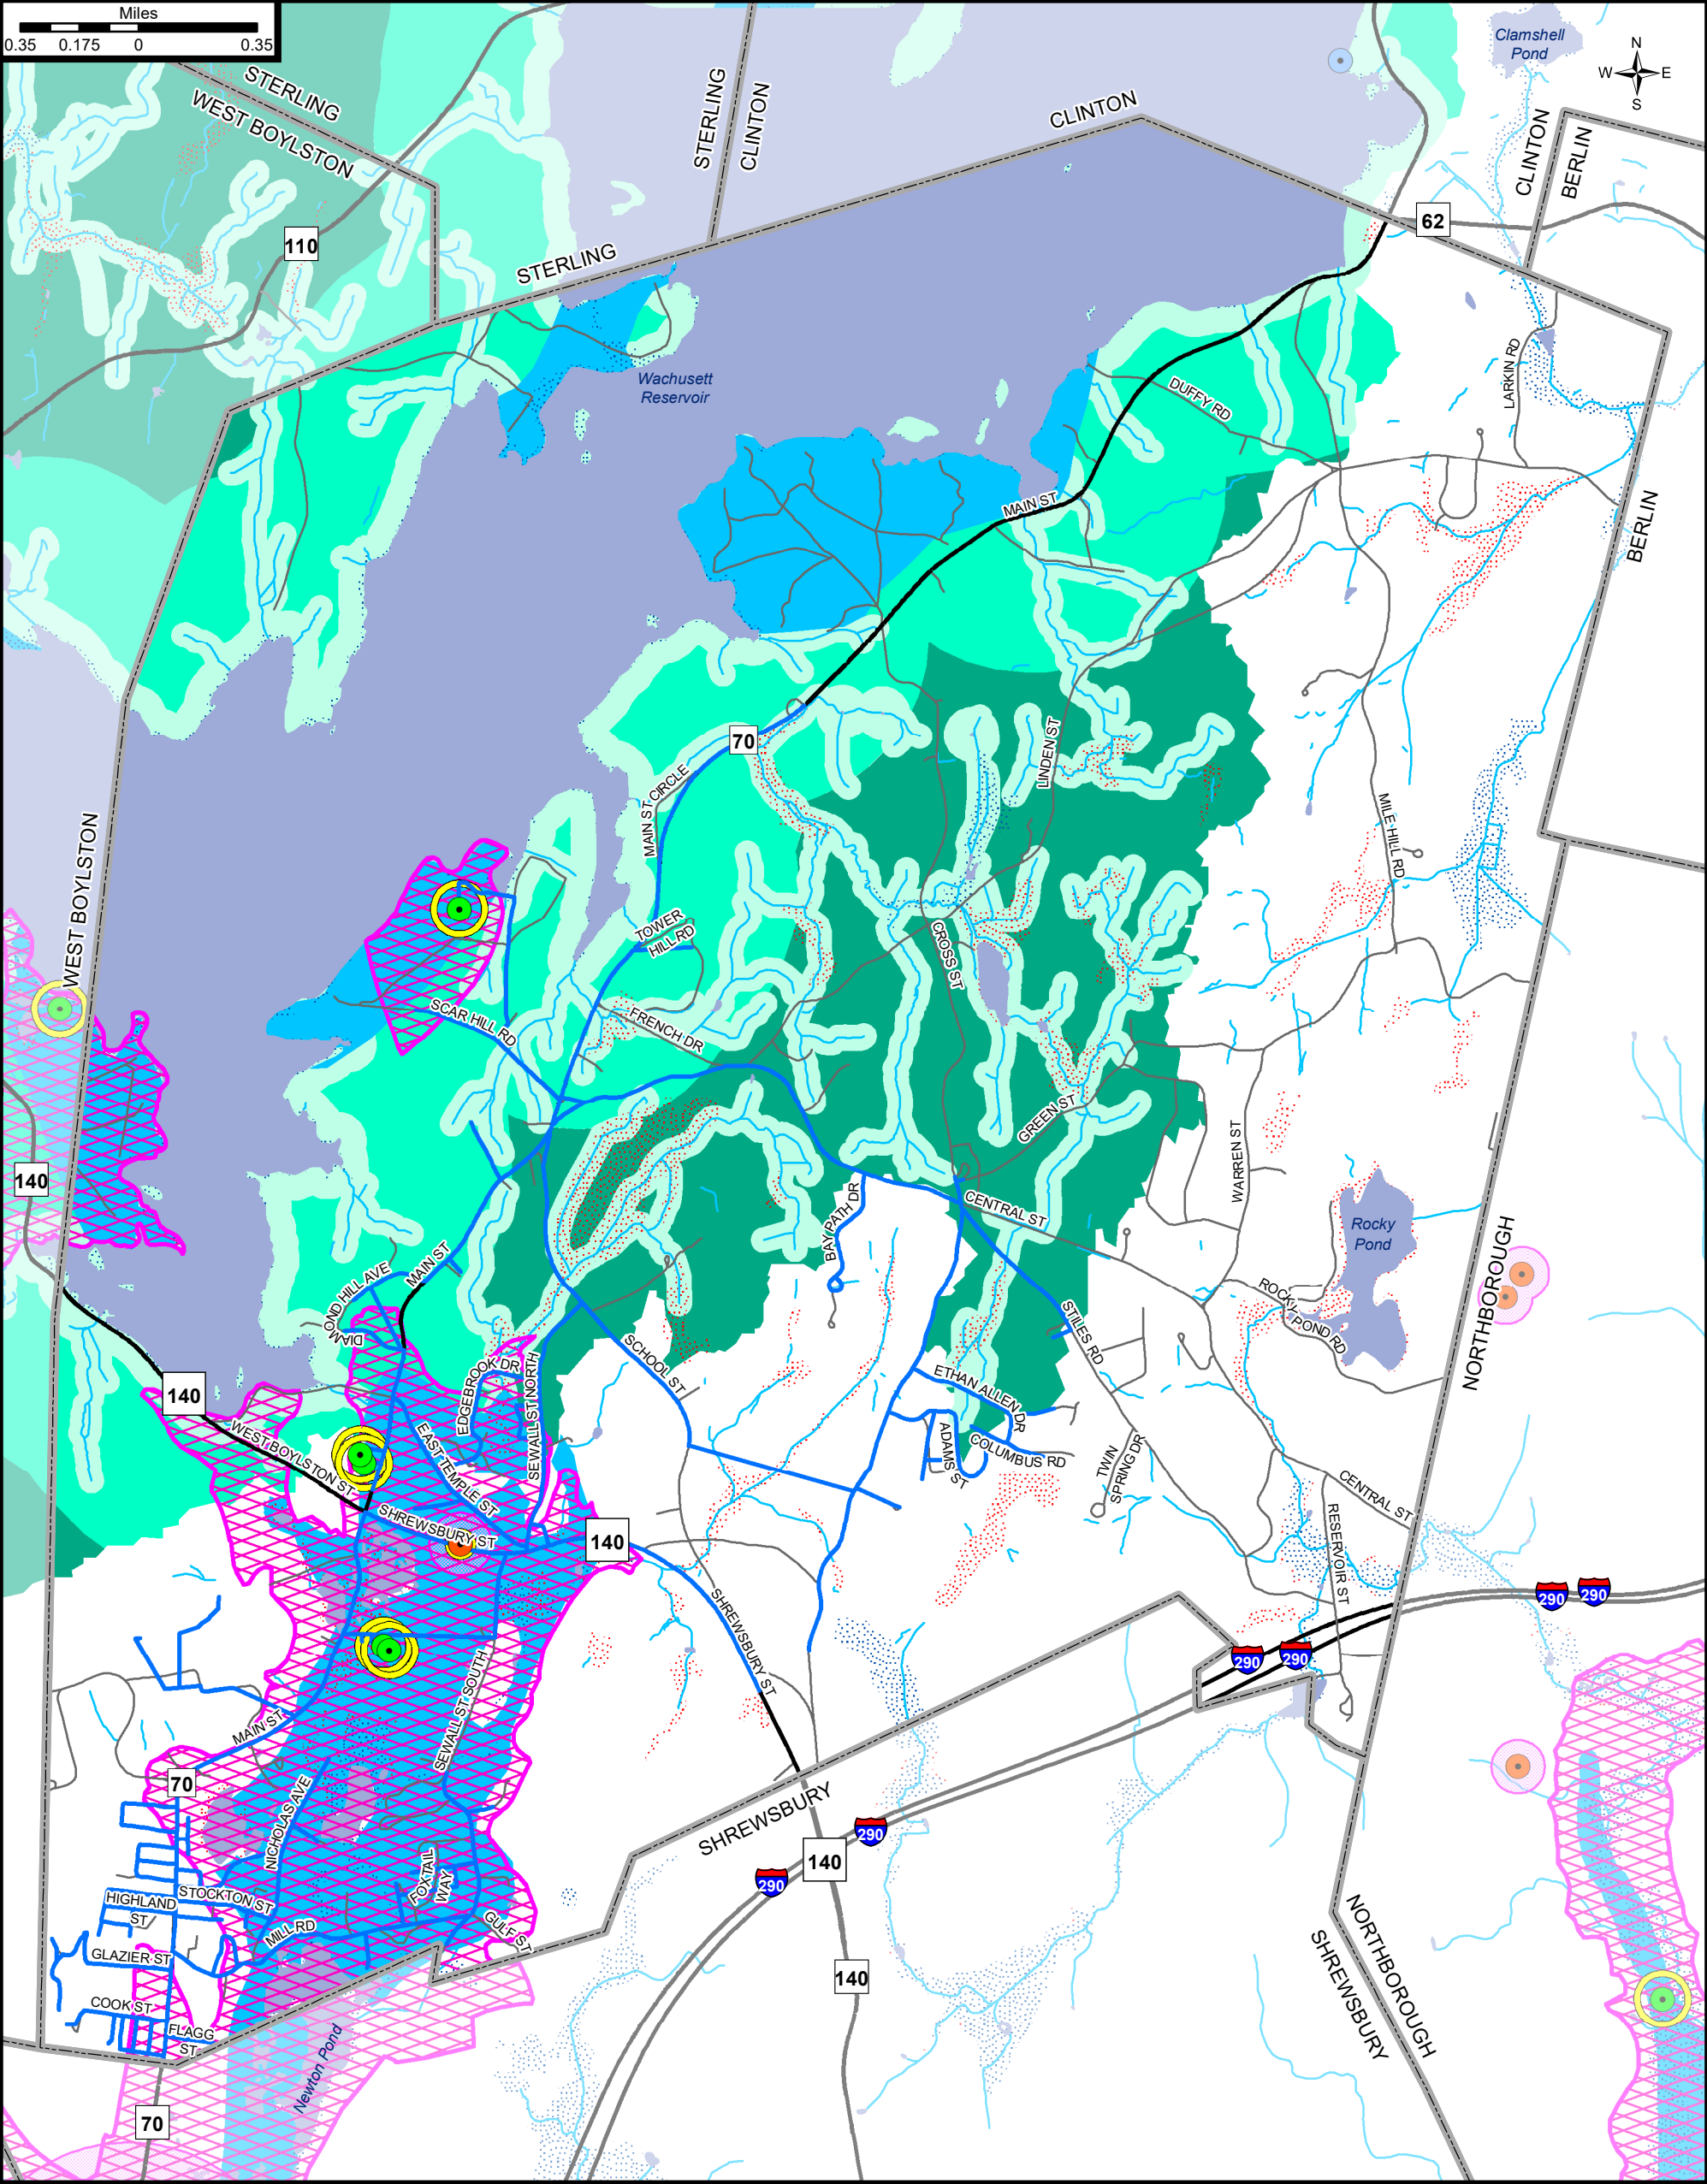 Miles
0.35 0.175 0 0.35
Clamshell
Pond
N
W E
S
STERLING
WEST BOYLSTON
STERLING
CLINTON
CLINTON
CLINTON
BERLIN
62
110
STERLING
Wachusett
Reservoir
LARKIN RD
DUFFY RD
MAIN ST
BERLIN
70
LINDEN ST
MAIN ST CIRCLE
MILE HILL RD
WEST BOYLSTON
TOWER
HILL RD
CROSS ST
SCAR HILL RD
FRENCH DR
GREEN ST
WARREN ST
140
BAY PATH DR
CENTRAL ST
Rocky
Pond
NORTHBOROUGH
MAIN ST
DIAMOND HILL AVE
ROCKY
POND RD
STILES RD
SCHOOL ST
EDGEBROOK DR
SEWALL ST NORTH
140
ETHAN ALLEN DR
ADAMS ST
COLUMBUS RD
TWIN
SPRING DR
WEST BOYLSTON ST
EAST TEMPLE ST
SHREWSBURY ST
140
CENTRAL ST
RESERVOIR ST
290
290
SHREWSBURY ST
290
290
SEWALL ST SOUTH
MAIN ST
70
NICHOLAS AVE
SHREWSBURY
290
140
290
FOXTAIL
WAY
HIGHLAND
ST
STOCKTON ST
MILL RD
GULF ST
GLAZIER ST
NORTHBOROUGH
SHREWSBURY
140
COOK ST
FLAGG
ST
Newton Pond
70